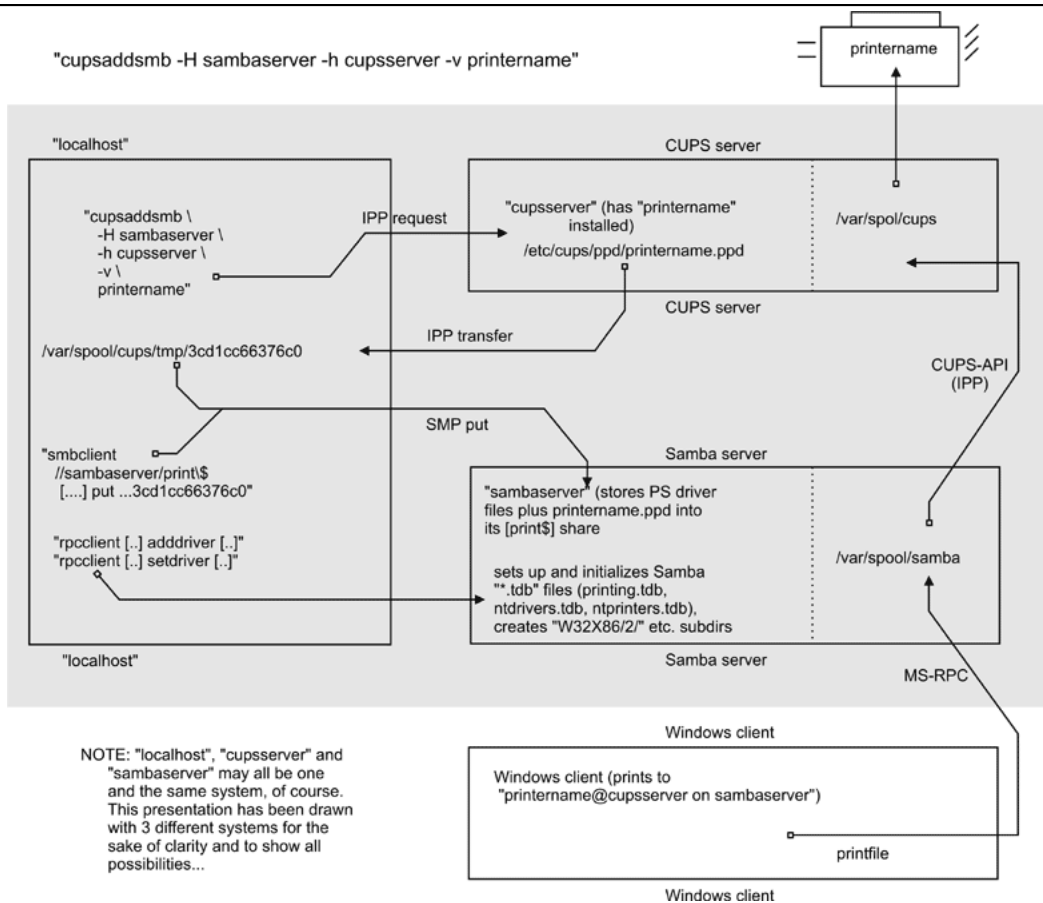 "cupsaddsmb -H sambaserver -h cupsserver -v printername"
printername
"localhost"
CUPS server
"cupsaddsmb \
-H sambaserver \
-h cupsserver \
-v \
printername"
IPP request
"cupsserver" (has "printername"
installed)
/etc/cups/ppd/printername.ppd
/var/spol/cups
CUPS server
IPP transfer
/var/spool/cups/tmp/3cd1cc66376c0
CUPS-API
(IPP)
SMP put
"smbclient
//sambaserver/print\$
[....] put ...3cd1cc66376c0"
"rpcclient [..] adddriver [..]"
"rpcclient [..] setdriver [..]"
Samba server
"sambaserver" (stores PS driver
files plus printername.ppd into
its [print$] share
sets up and initializes Samba
"*.tdb" files (printing.tdb,
ntdrivers.tdb, ntprinters.tdb),
creates "W32X86/2/" etc. subdirs
/var/spool/samba
"localhost"
Samba server
MS-RPC
NOTE: "localhost", "cupsserver" and
"sambaserver" may all be one
and the same system, of course.
This presentation has been drawn
with 3 different systems for the
sake of clarity and to show all
possibilities...
Windows client
Windows client (prints to
"printername@cupsserver on sambaserver")
printfile
Windows client